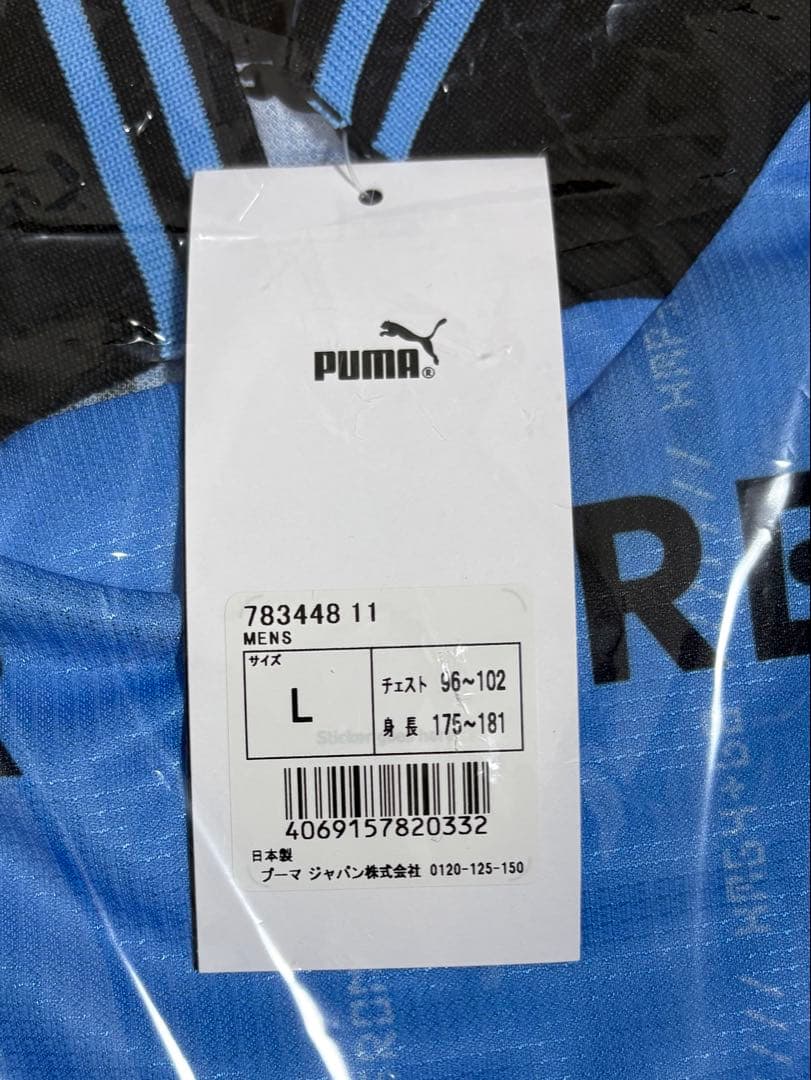 PUMA®
783448 11
MENS
サイズ
L
チェスト 96~102
身長 175~181
4069157820332
日本製
プーマ ジャパン株式会社 0120-125-150
RE